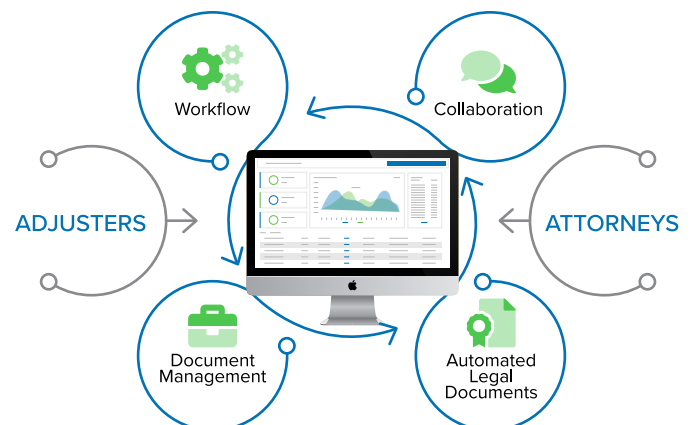 Workflow
Collaboration
ADJUSTERS
ATTORNEYS
Document
Management
Automated
Legal
Documents